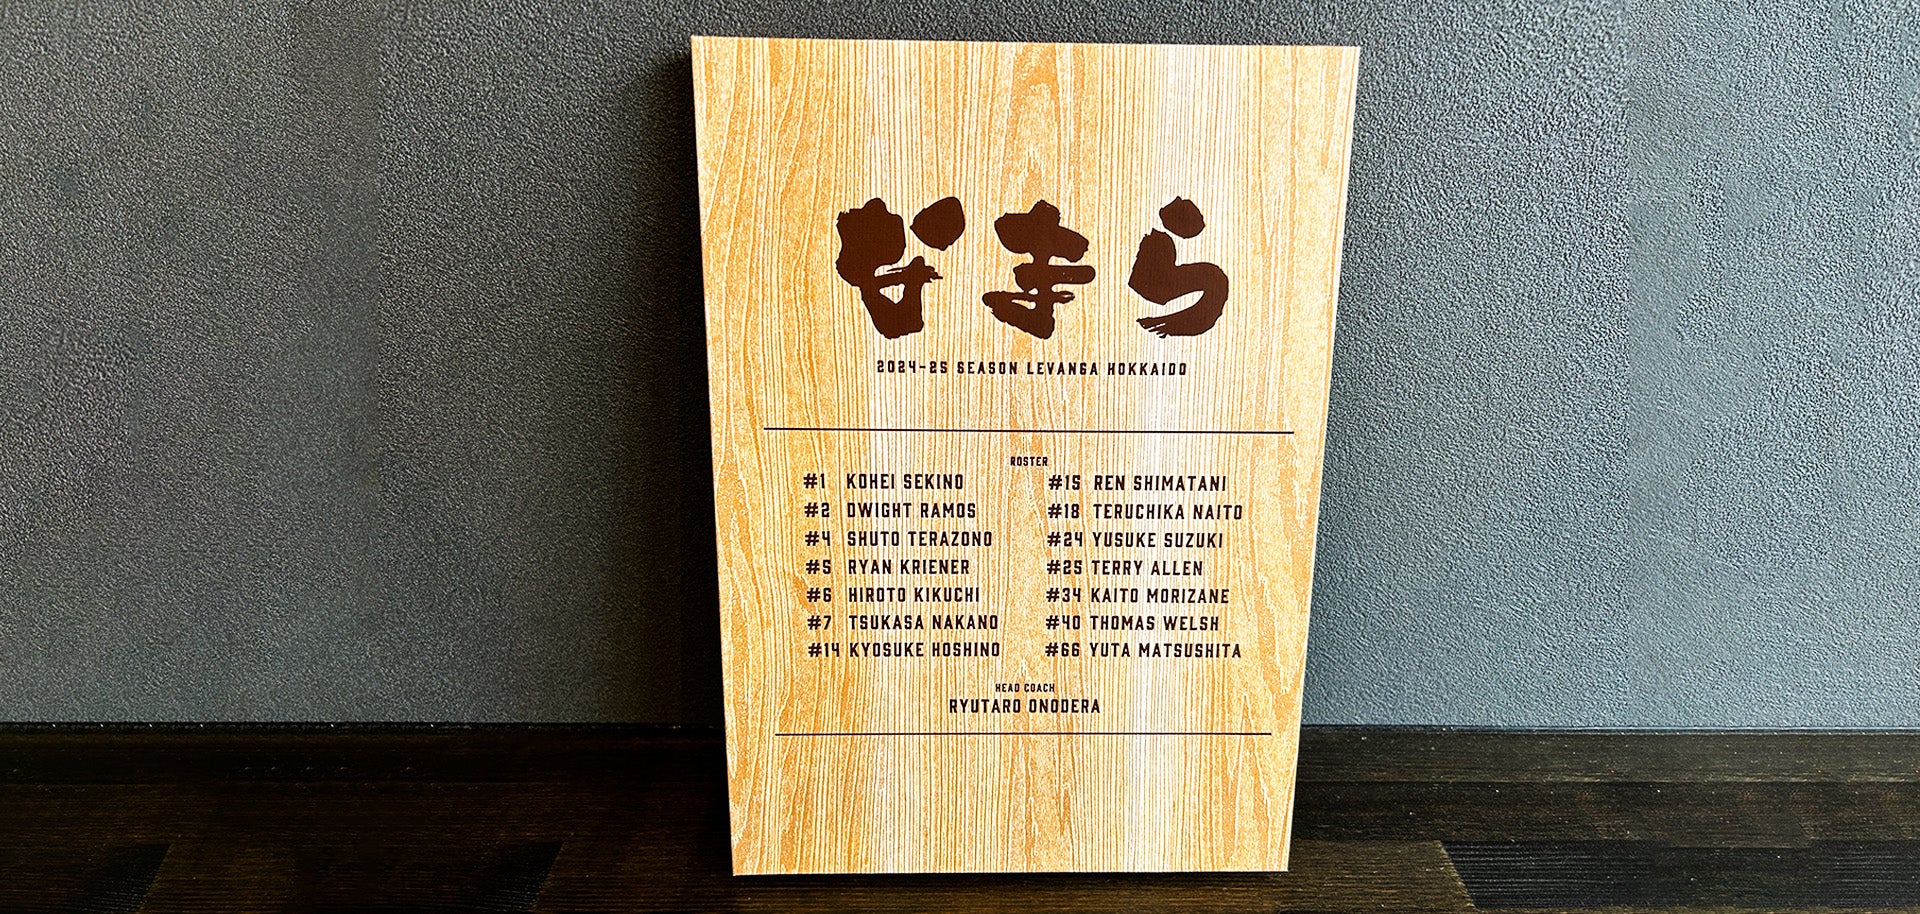 なまら
2024-25 SEASON LEVANGA HOKKAIDO
ROSTER
#1 KOHEI SEKINO
#2 DWIGHT RAMOS
#4 SHUTO TERAZONO
#5 RYAN KRIENER
#6 HIROTO KIKUCHI
#7 TSUKASA NAKANO
#14 KYOSUKE HOSHINO
#15 REN SHIMATANI
#18 TERUCHIKA NAITO
#24 YUSUKE SUZUKI
#25 TERRY ALLEN
#34 KAITO MORIZANE
#40 THOMAS WELSH
#66 YUTA MATSUSHITA
HEAD COACH
RYUTARO ONODERA